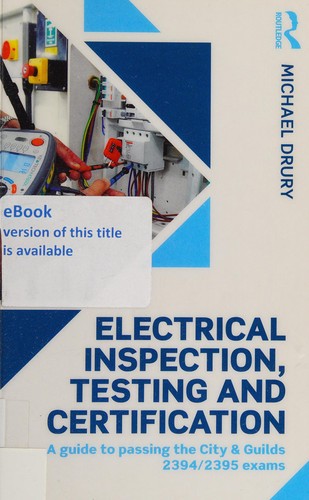 ROUTLEDGE
MICHAEL DRURY
eBook
version of this title
is available
ELECTRICAL
INSPECTION,
TESTING AND
CERTIFICATION
A guide to passing the City & Guilds
2394/2395 exams